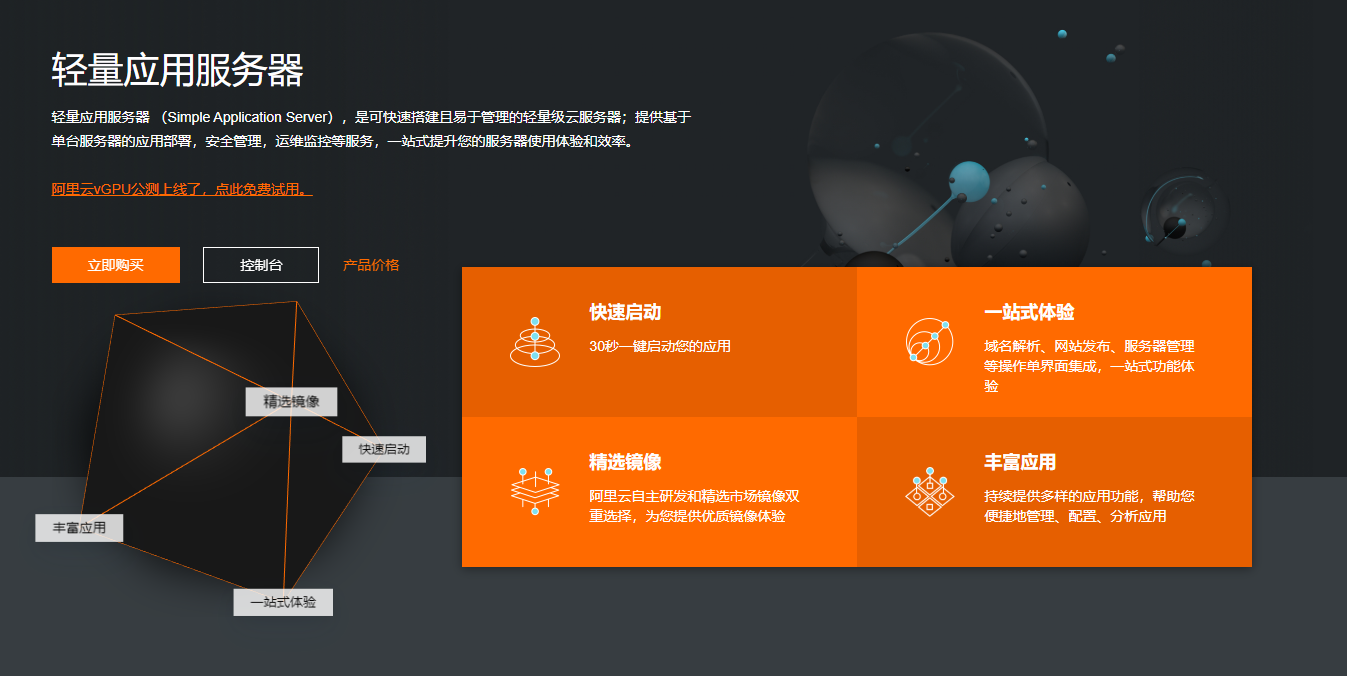 轻量应用服务器
轻量应用服务器 （Simple Application Server），是可快速搭建且易于管理的轻量级云服务器；提供基于
单台服务器的应用部署，安全管理，运维监控等服务，一站式提升您的服务器使用体验和效率。
阿里云vGPU公测上线了，点此免费试用。
立即购买
控制台
产品价格
快速启动
30秒一键启动您的应用
一站式体验
域名解析、网站发布、服务器管理
等操作单界面集成，一站式功能体
验
精选镜像
阿里云自主研发和精选市场镜像双
重选择，为您提供优质镜像体验
丰富应用
持续提供多样的应用功能，帮助您
便捷地管理、配置、分析应用
精选镜像
快速启动
丰富应用
一站式体验